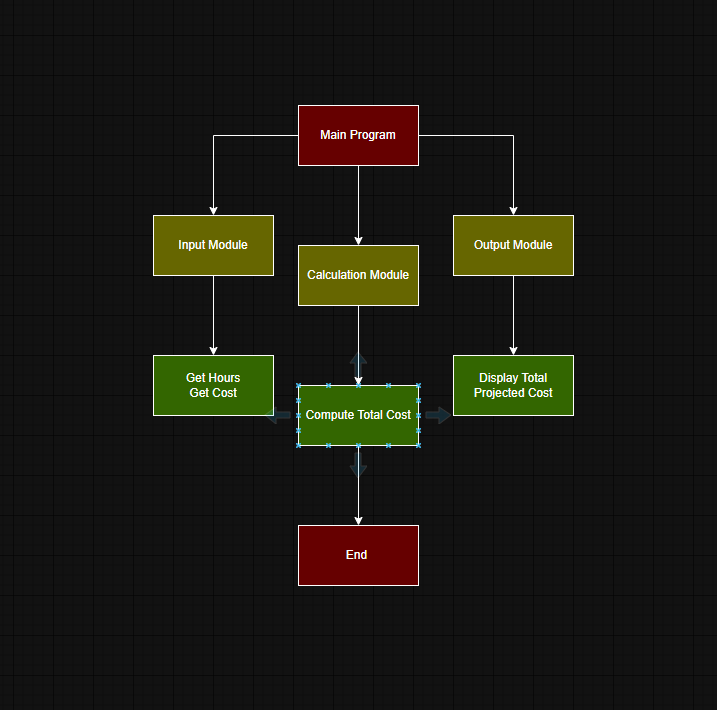 Main Program
Input Module
Calculation Module
Output Module
Get Hours
Get Cost
Compute Total Cost
Display Total
Projected Cost
End